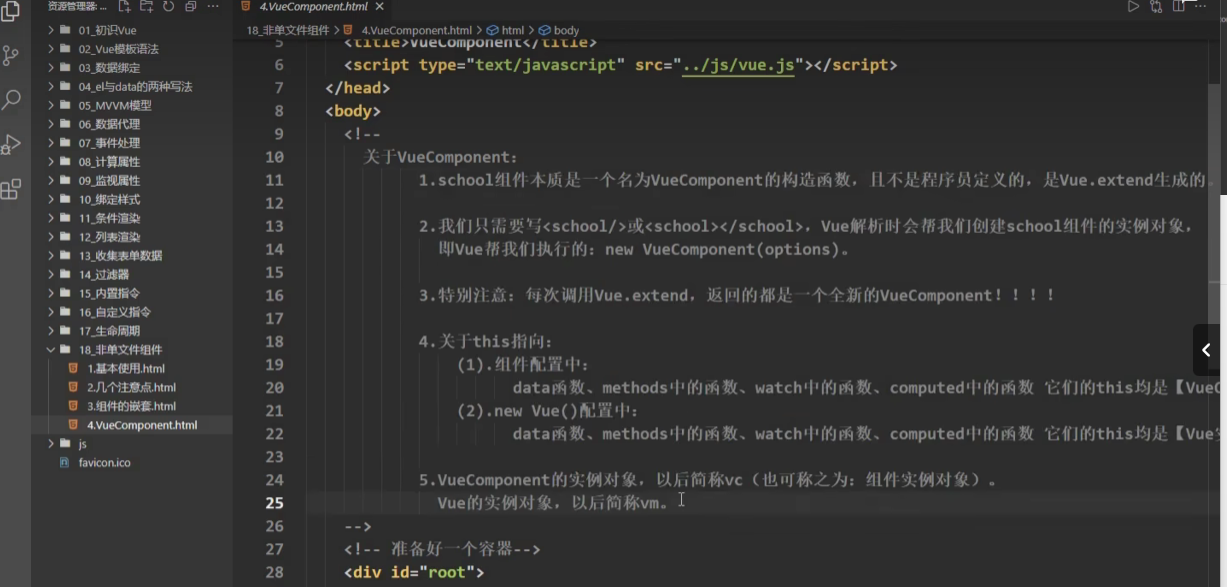 资源管理器: ...
01_初识Vue
02_Vue模板语法
03_数据绑定
04_el与data的两种写法
05_MVVM模型
06_数据代理
07_事件处理
08_计算属性
09_监视属性
10_绑定样式
11_条件渲染
12_列表渲染
13_收集表单数据
14_过滤器
15_内置指令
16_自定义指令
17_生命周期
18_非单文件组件
1.基本使用.html
2.几个注意点.html
3.组件的嵌套.html
4.VueComponent.html
js
favicon.ico
4.VueComponent.html
18_非单文件组件 > 4.VueComponent.html > html > body
5 <title>VueComponent</title>
6 <script type="text/javascript" src="../js/vue.js"></script>
7 </head>
8 <body>
9 <!--
10 关于VueComponent：
11 1.school组件本质是一个名为VueComponent的构造函数，且不是程序员定义的，是Vue.extend生成的。
12
13 2.我们只需要写<school/>或<school></school>，Vue解析时会帮我们创建school组件的实例对象，
14 即Vue帮我们执行的：new VueComponent(options)。
15
16 3.特别注意：每次调用Vue.extend，返回的都是一个全新的VueComponent！！！！
17
18 4.关于this指向：
19 (1).组件配置中：
20 data函数、methods中的函数、watch中的函数、computed中的函数 它们的this均是【Vue
21 (2).new Vue()配置中：
22 data函数、methods中的函数、watch中的函数、computed中的函数 它们的this均是【Vue
23
24 5.VueComponent的实例对象，以后简称vc（也可称之为：组件实例对象）。
25 Vue的实例对象，以后简称vm。
26 -->
27 <!-- 准备好一个容器-->
28 <div id="root">